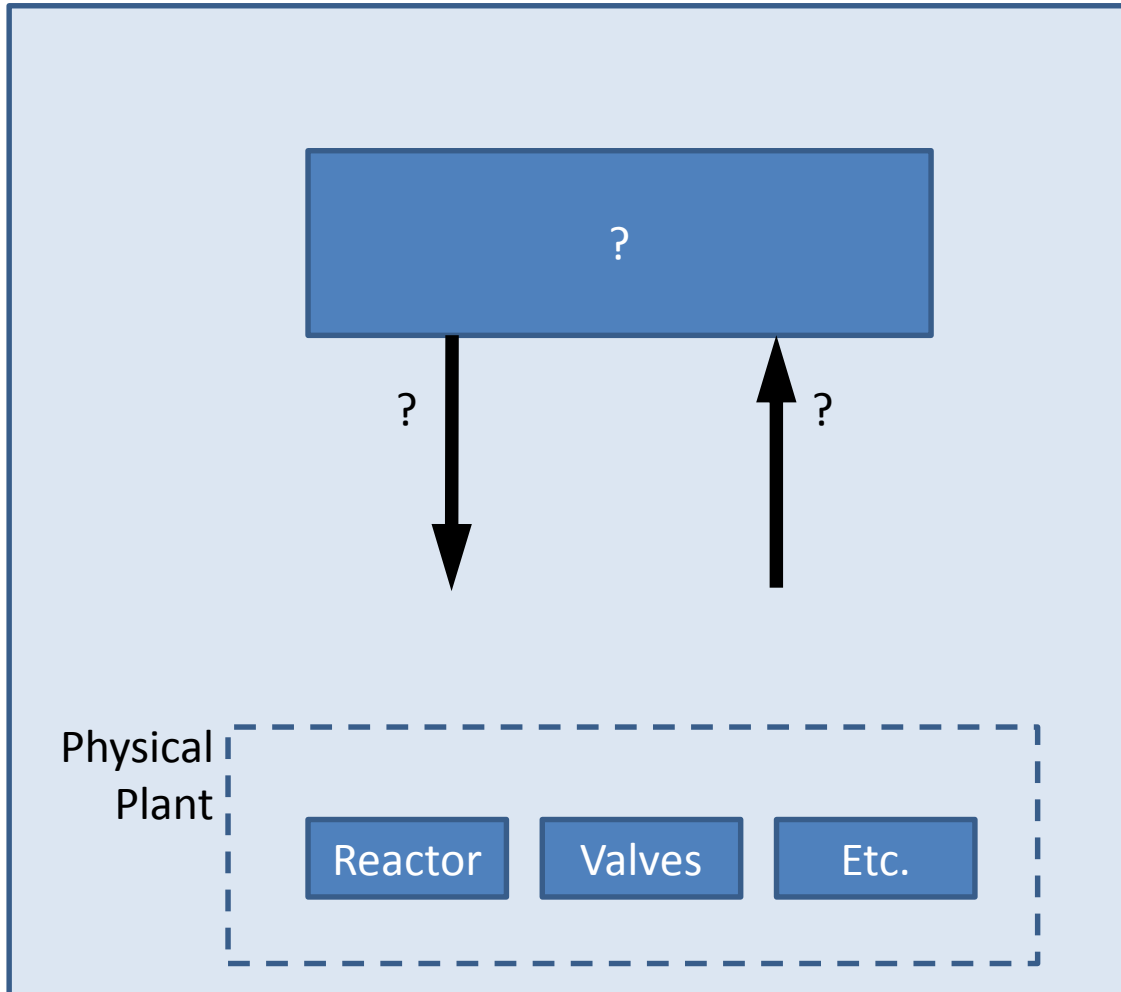 ?
?
?
Physical
Plant
Reactor
Valves
Etc.